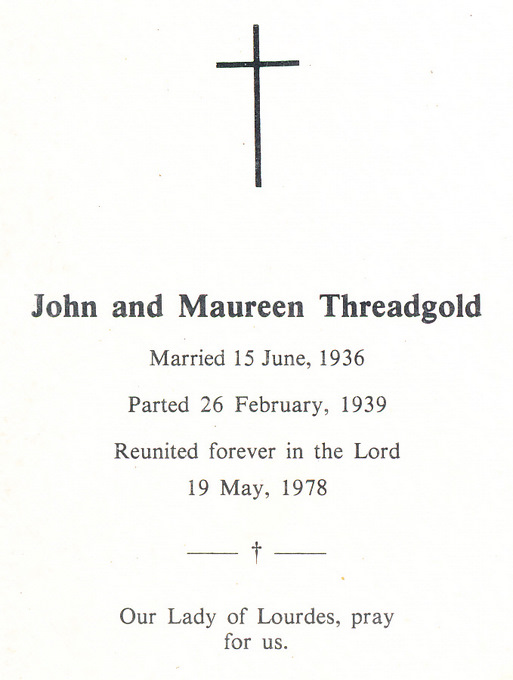 John and Maureen Threadgold
Married 15 June, 1936
Parted 26 February, 1939
Reunited forever in the Lord
19 May, 1978
†
Our Lady of Lourdes, pray
for us.